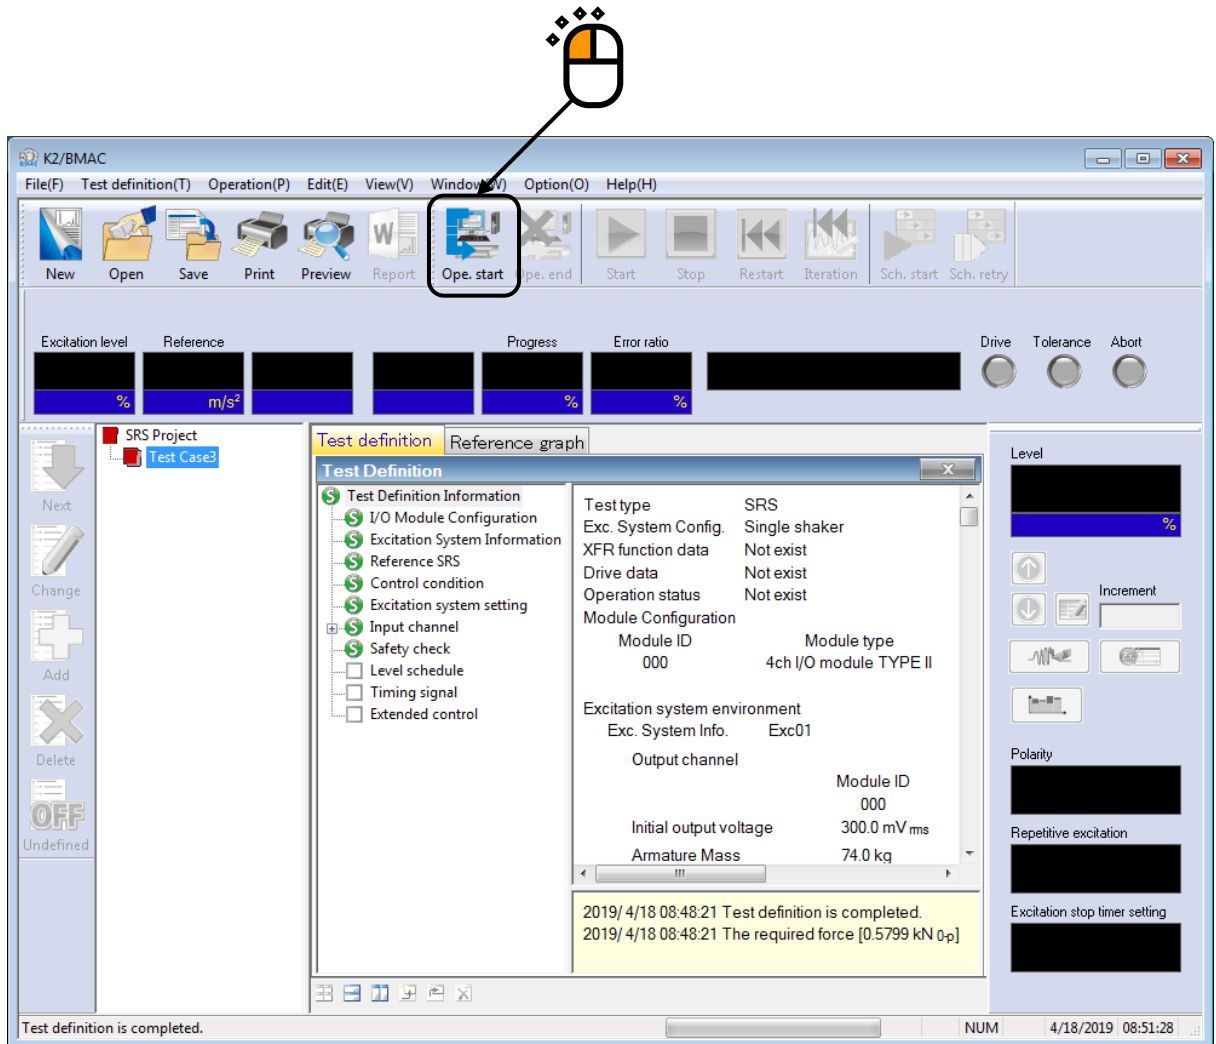 K2/BMAC
File(F) Test definition(T) Operation(P) Edit(E) View(V) Window(W) Option(O) Help(H)
New Open Save Print Preview Report Ope. start Ope. end Start Stop Restart Iteration Sch. start Sch. retry
Excitation level Reference Progress Error ratio Drive Tolerance Abort
% m/s² % %
Next
Change
Add
Delete
OFF
Undefined
SRS Project
Test Case3
Test definition Reference graph
Test Definition
Test Definition Information
I/O Module Configuration
Excitation System Information
Reference SRS
Control condition
Excitation system setting
Input channel
Safety check
Level schedule
Timing signal
Extended control
Test type SRS
Exc. System Config. Single shaker
XFR function data Not exist
Drive data Not exist
Operation status Not exist
Module Configuration
Module ID Module type
000 4ch I/O module TYPE II
Excitation system environment
Exc. System Info. Exc01
Output channel
Module ID
000
Initial output voltage 300.0 mV rms
Armature Mass 74.0 kg
2019/ 4/18 08:48:21 Test definition is completed.
2019/ 4/18 08:48:21 The required force [0.5799 kN 0-p]
Level
%
Increment
Polarity
Repetitive excitation
Excitation stop timer setting
Test definition is completed. NUM 4/18/2019 08:51:28